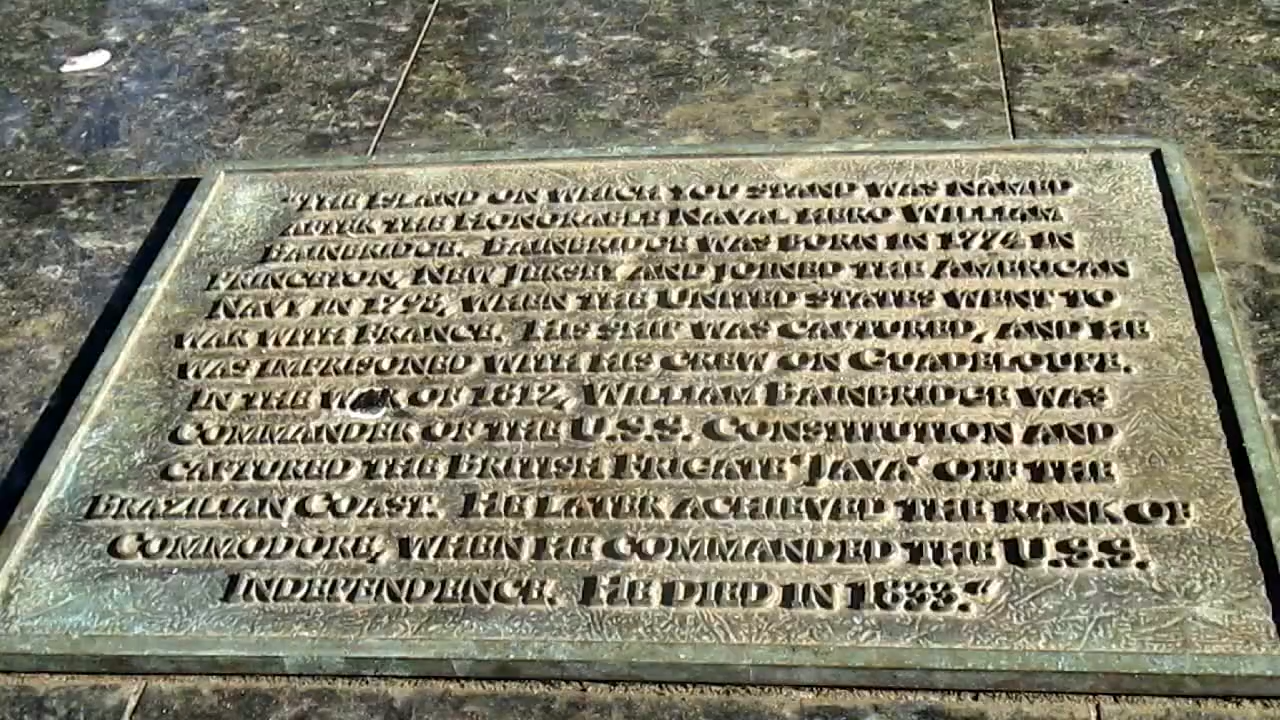 "THE ISLAND ON WHICH YOU STAND WAS NAMED
AFTER THE HONORABLE NAVAL HERO WILLIAM
BAINBRIDGE. BAINBRIDGE WAS BORN IN 1774 IN
PRINCETON, NEW JERSEY AND JOINED THE AMERICAN
NAVY IN 1798, WHEN THE UNITED STATES WENT TO
WAR WITH FRANCE. HIS SHIP WAS CAPTURED, AND HE
WAS IMPRISONED WITH HIS CREW ON GUADELOUPE.
IN THE WAR OF 1812, WILLIAM BAINBRIDGE WAS
COMMANDER OF THE U.S.S. CONSTITUTION AND
CAPTURED THE BRITISH FRIGATE 'JAVA' OFF THE
BRAZILIAN COAST. HE LATER ACHIEVED THE RANK OF
COMMODORE, WHEN HE COMMANDED THE U.S.S.
INDEPENDENCE. HE DIED IN 1833."